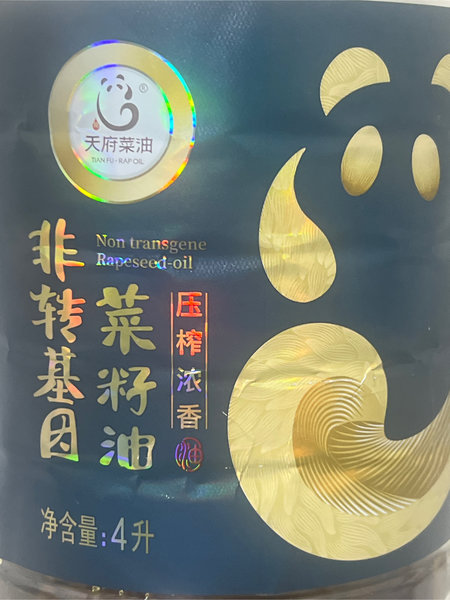 ®
天府菜油
TIAN FU·RAP OIL
Non transgene
Rapeseed-oil
非转基因
菜籽油
压榨浓香
油
净含量:4升